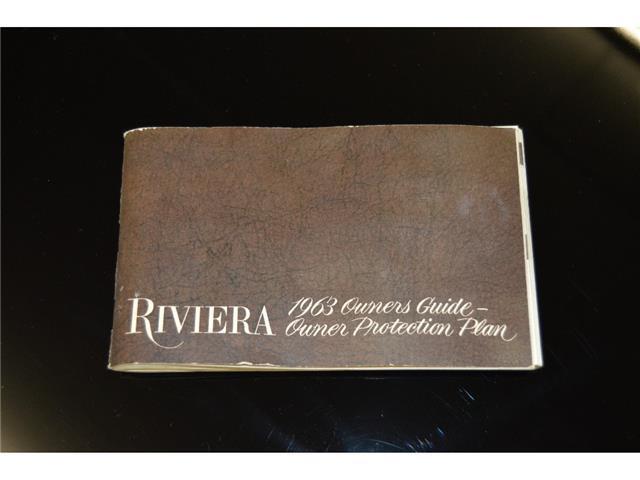 RIVIERA
1963 Owners Guide –
Owner Protection Plan